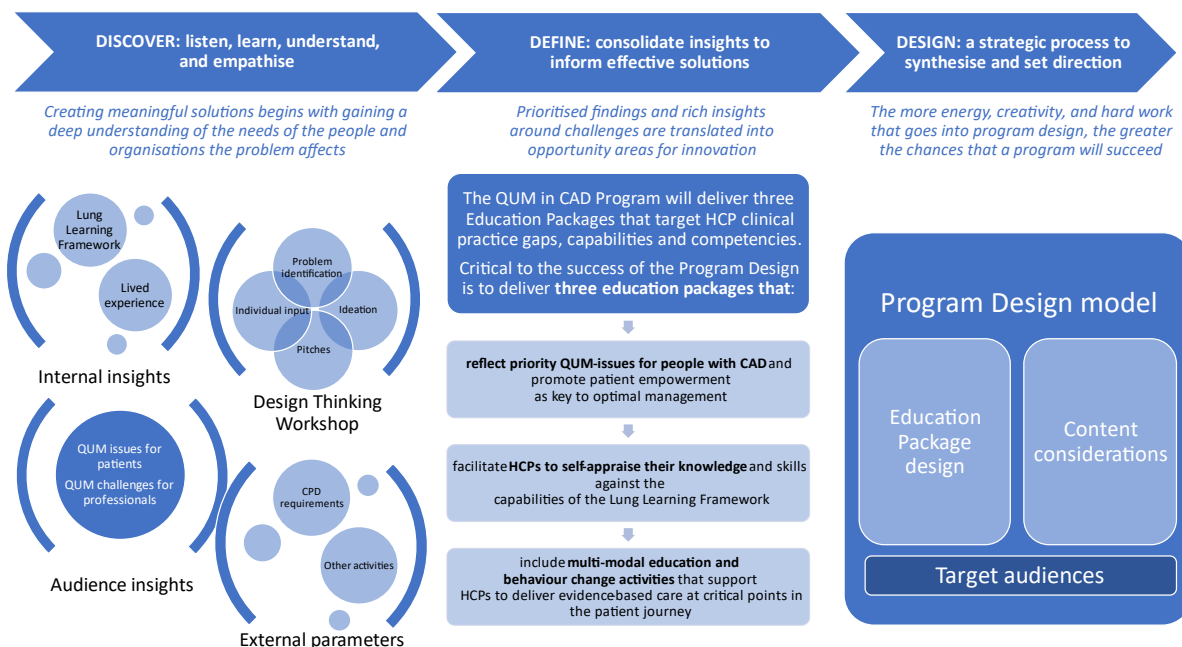 DISCOVER: listen, learn, understand,
and empathise
Creating meaningful solutions begins with gaining a
deep understanding of the needs of the people and
organisations the problem affects
Lung
Learning
Framework
Lived
experience
Internal insights
Problem
identification
Individual input
Ideation
Pitches
Design Thinking
Workshop
QUM issues for
patients
QUM challenges for
professionals
Audience insights
CPD
requirements
Other activities
External parameters
DEFINE: consolidate insights to
inform effective solutions
Prioritised findings and rich insights
around challenges are translated into
opportunity areas for innovation
The QUM in CAD Program will deliver three
Education Packages that target HCP clinical
practice gaps, capabilities and competencies.
Critical to the success of the Program Design
is to deliver three education packages that:
reflect priority QUM-issues for people with CAD and
promote patient empowerment
as key to optimal management
facilitate HCPs to self-appraise their knowledge and skills
against the
capabilities of the Lung Learning Framework
include multi-modal education and
behaviour change activities that support
HCPs to deliver evidence-based care at critical points in
the patient journey
DESIGN: a strategic process to
synthesise and set direction
The more energy, creativity, and hard work
that goes into program design, the greater
the chances that a program will succeed
Program Design model
Education
Package
design
Content
considerations
Target audiences